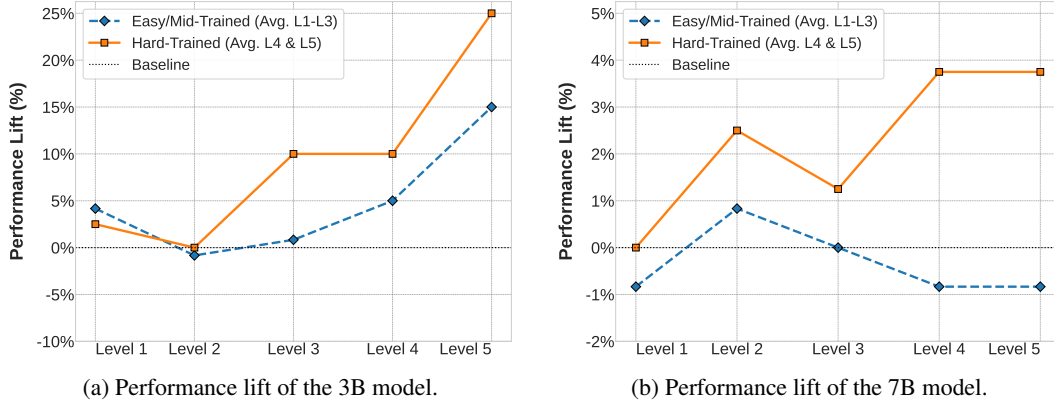 Performance Lift (%)
25%
20%
15%
10%
5%
0%
-5%
-10%
Easy/Mid-Trained (Avg. L1-L3)
Hard-Trained (Avg. L4 & L5)
Baseline
Level 1 Level 2 Level 3 Level 4 Level 5
(a) Performance lift of the 3B model.
Performance Lift (%)
5%
4%
3%
2%
1%
0%
-1%
-2%
Easy/Mid-Trained (Avg. L1-L3)
Hard-Trained (Avg. L4 & L5)
Baseline
Level 1 Level 2 Level 3 Level 4 Level 5
(b) Performance lift of the 7B model.